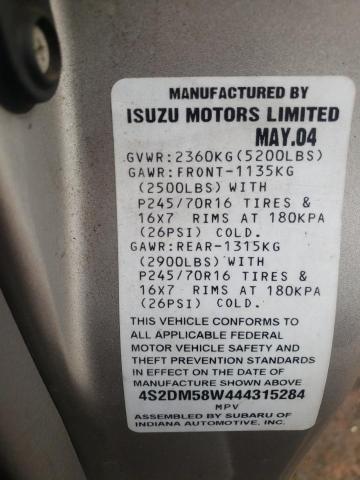 MANUFACTURED BY
ISUZU MOTORS LIMITED
MAY.04
GVWR:2360KG(5200LBS)
GAWR:FRONT-1135KG
(2500LBS) WITH
P245/70R16 TIRES &
16x7 RIMS AT 180KPA
(26PSI) COLD.
GAWR:REAR-1315KG
(2900LBS) WITH
P245/70R16 TIRES &
16x7 RIMS AT 180KPA
(26PSI) COLD.
THIS VEHICLE CONFORMS TO
ALL APPLICABLE FEDERAL
MOTOR VEHICLE SAFETY AND
THEFT PREVENTION STANDARDS
IN EFFECT ON THE DATE OF
MANUFACTURE SHOWN ABOVE
4S2DM58W444315284
MPV
ASSEMBLED BY SUBARU OF
INDIANA AUTOMOTIVE, INC.